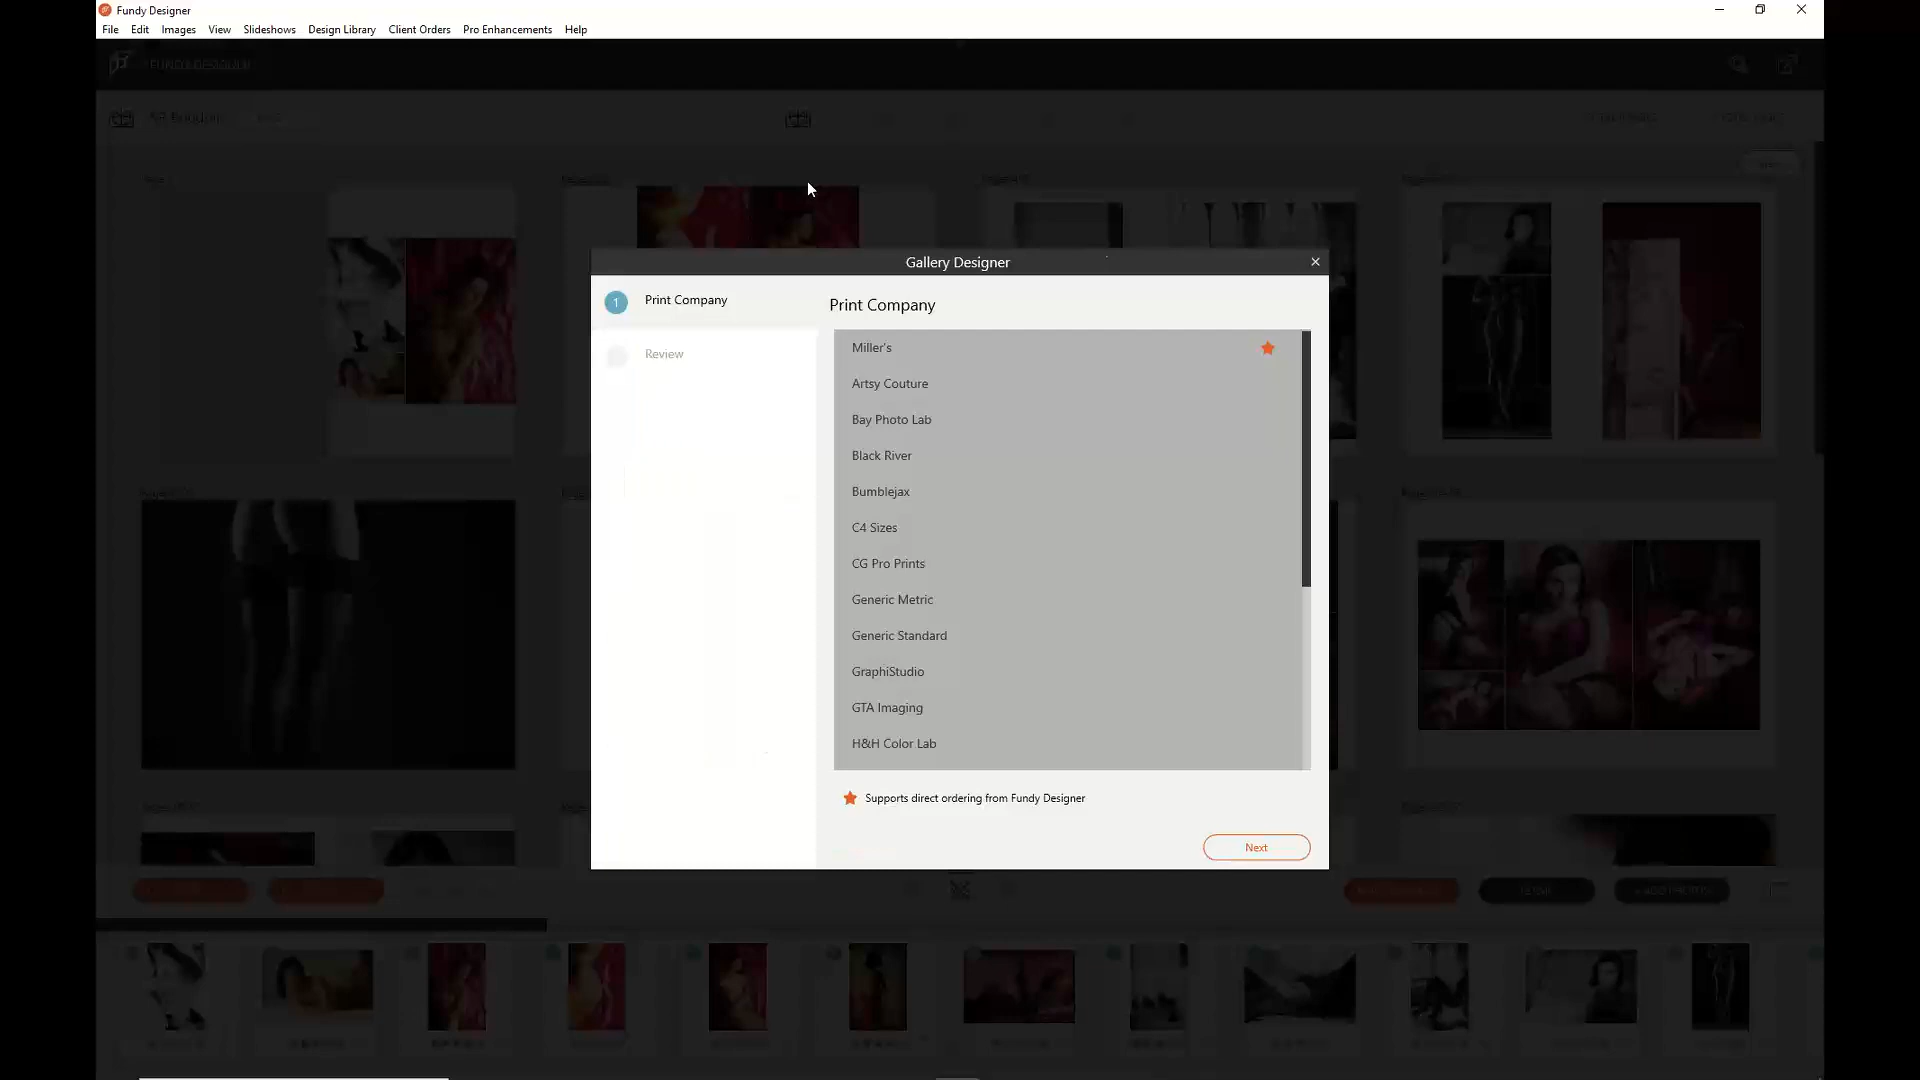 Fundy Designer
File Edit Images View Slideshows Design Library Client Orders Pro Enhancements Help
FUNDY DESIGNER
Gallery Designer
1 Print Company
Review
Print Company
Miller's
Artsy Couture
Bay Photo Lab
Black River
Bumblejax
C4 Sizes
CG Pro Prints
Generic Metric
Generic Standard
GraphiStudio
GTA Imaging
H&H Color Lab
Supports direct ordering from Fundy Designer
Next